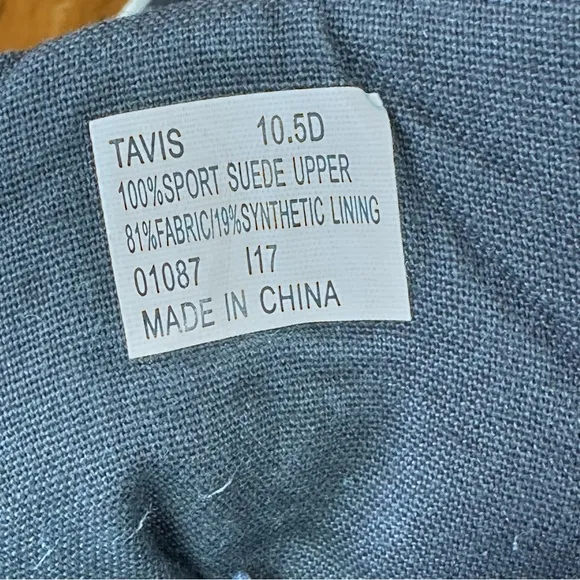 TAVIS 10.5D
100%SPORT SUEDE UPPER
81%FABRIC/19%SYNTHETIC LINING
01087 I17
MADE IN CHINA